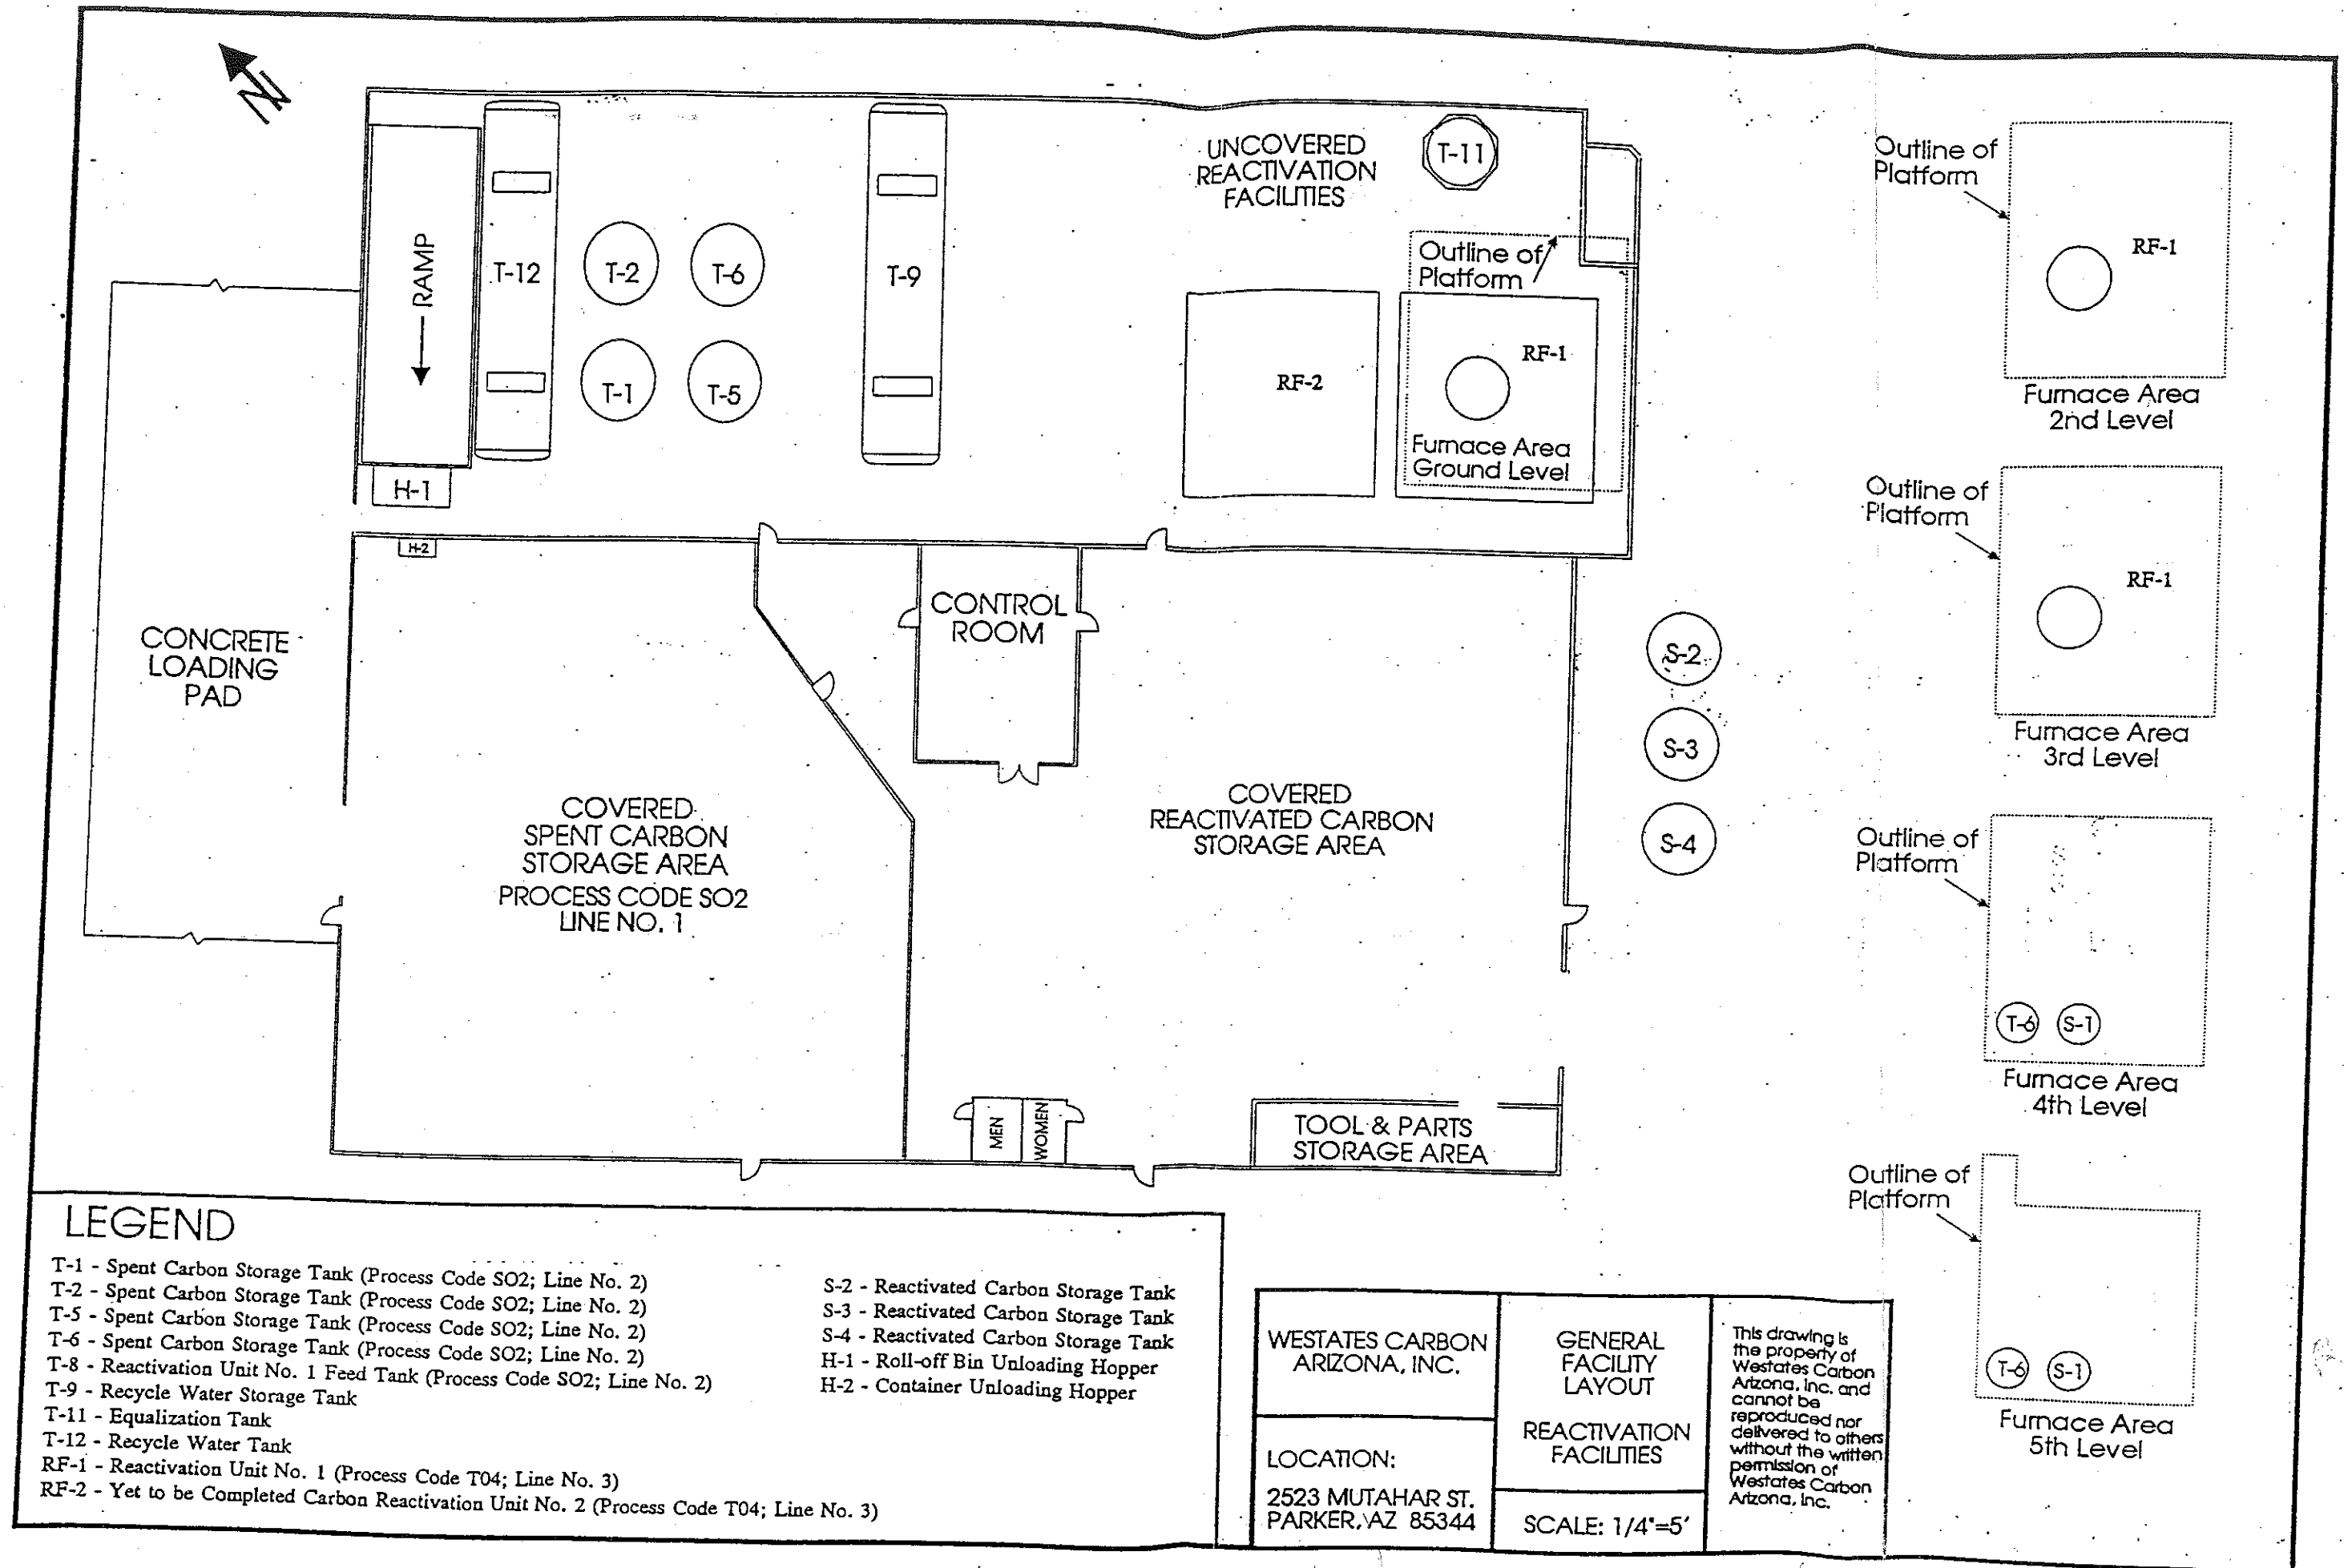 N
UNCOVERED
REACTIVATION
FACILITIES
T-11
Outline of
Platform
RAMP
T-12
T-2
T-6
T-9
T-1
T-5
H-1
RF-2
Outline of
Platform
RF-1
Furnace Area
Ground Level
RF-1
Furnace Area
2nd Level
H-2
CONTROL
ROOM
Outline of
Platform
RF-1
Furnace Area
3rd Level
CONCRETE
LOADING
PAD
S-2
S-3
S-4
COVERED
SPENT CARBON
STORAGE AREA
PROCESS CODE SO2
LINE NO. 1
COVERED
REACTIVATED CARBON
STORAGE AREA
Outline of
Platform
T-6
S-1
Furnace Area
4th Level
MEN
WOMEN
TOOL & PARTS
STORAGE AREA
Outline of
Platform
T-6
S-1
Furnace Area
5th Level
LEGEND
T-1 - Spent Carbon Storage Tank (Process Code SO2; Line No. 2)
T-2 - Spent Carbon Storage Tank (Process Code SO2; Line No. 2)
T-5 - Spent Carbon Storage Tank (Process Code SO2; Line No. 2)
T-6 - Spent Carbon Storage Tank (Process Code SO2; Line No. 2)
T-8 - Reactivation Unit No. 1 Feed Tank (Process Code SO2; Line No. 2)
T-9 - Recycle Water Storage Tank
T-11 - Equalization Tank
T-12 - Recycle Water Tank
RF-1 - Reactivation Unit No. 1 (Process Code T04; Line No. 3)
RF-2 - Yet to be Completed Carbon Reactivation Unit No. 2 (Process Code T04; Line No. 3)
S-2 - Reactivated Carbon Storage Tank
S-3 - Reactivated Carbon Storage Tank
S-4 - Reactivated Carbon Storage Tank
H-1 - Roll-off Bin Unloading Hopper
H-2 - Container Unloading Hopper
WESTATES CARBON
ARIZONA, INC.
LOCATION:
2523 MUTAHAR ST.
PARKER, AZ 85344
GENERAL
FACILITY
LAYOUT
REACTIVATION
FACILITIES
SCALE: 1/4"=5'
This drawing is
the property of
Westates Carbon
Arizona, Inc. and
cannot be
reproduced nor
delivered to others
without the written
permission of
Westates Carbon
Arizona, Inc.